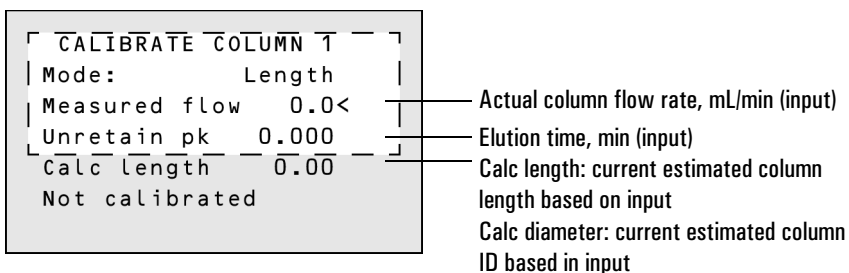 CALIBRATE COLUMN 1
Mode: Length
Measured flow 0.0<
Unretain pk 0.000
Calc length 0.00
Not calibrated
Actual column flow rate, mL/min (input)
Elution time, min (input)
Calc length: current estimated column
length based on input
Calc diameter: current estimated column
ID based in input